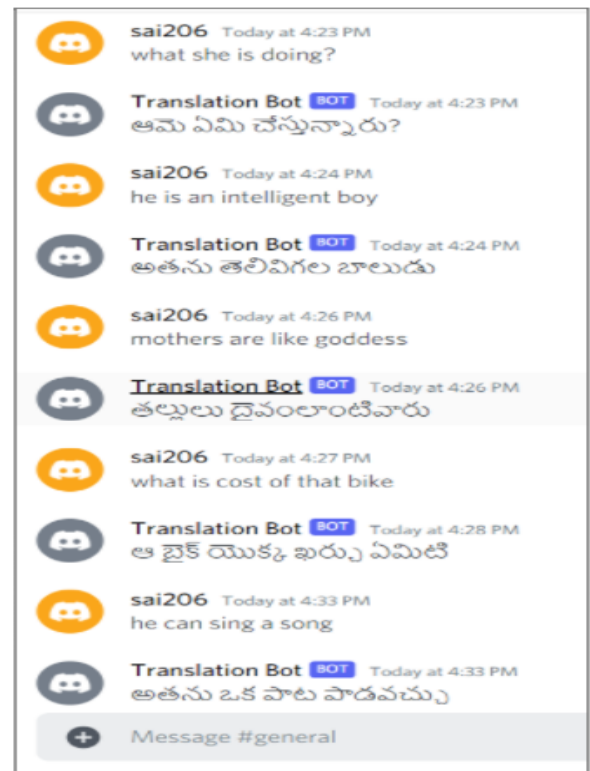 sai206 Today at 4:23 PM
what she is doing?
Translation Bot BOT Today at 4:23 PM
ఆమె ఏమి చేస్తున్నారు?
sai206 Today at 4:24 PM
he is an intelligent boy
Translation Bot BOT Today at 4:24 PM
అతను తెలివిగల బాలుడు
sai206 Today at 4:26 PM
mothers are like goddess
Translation Bot BOT Today at 4:26 PM
తల్లులు దైవంలాంటివారు
sai206 Today at 4:27 PM
what is cost of that bike
Translation Bot BOT Today at 4:28 PM
ఆ బైక్ యొక్క ఖర్చు ఏమిటి
sai206 Today at 4:33 PM
he can sing a song
Translation Bot BOT Today at 4:33 PM
అతను ఒక పాట పాడవచ్చు
Message #general